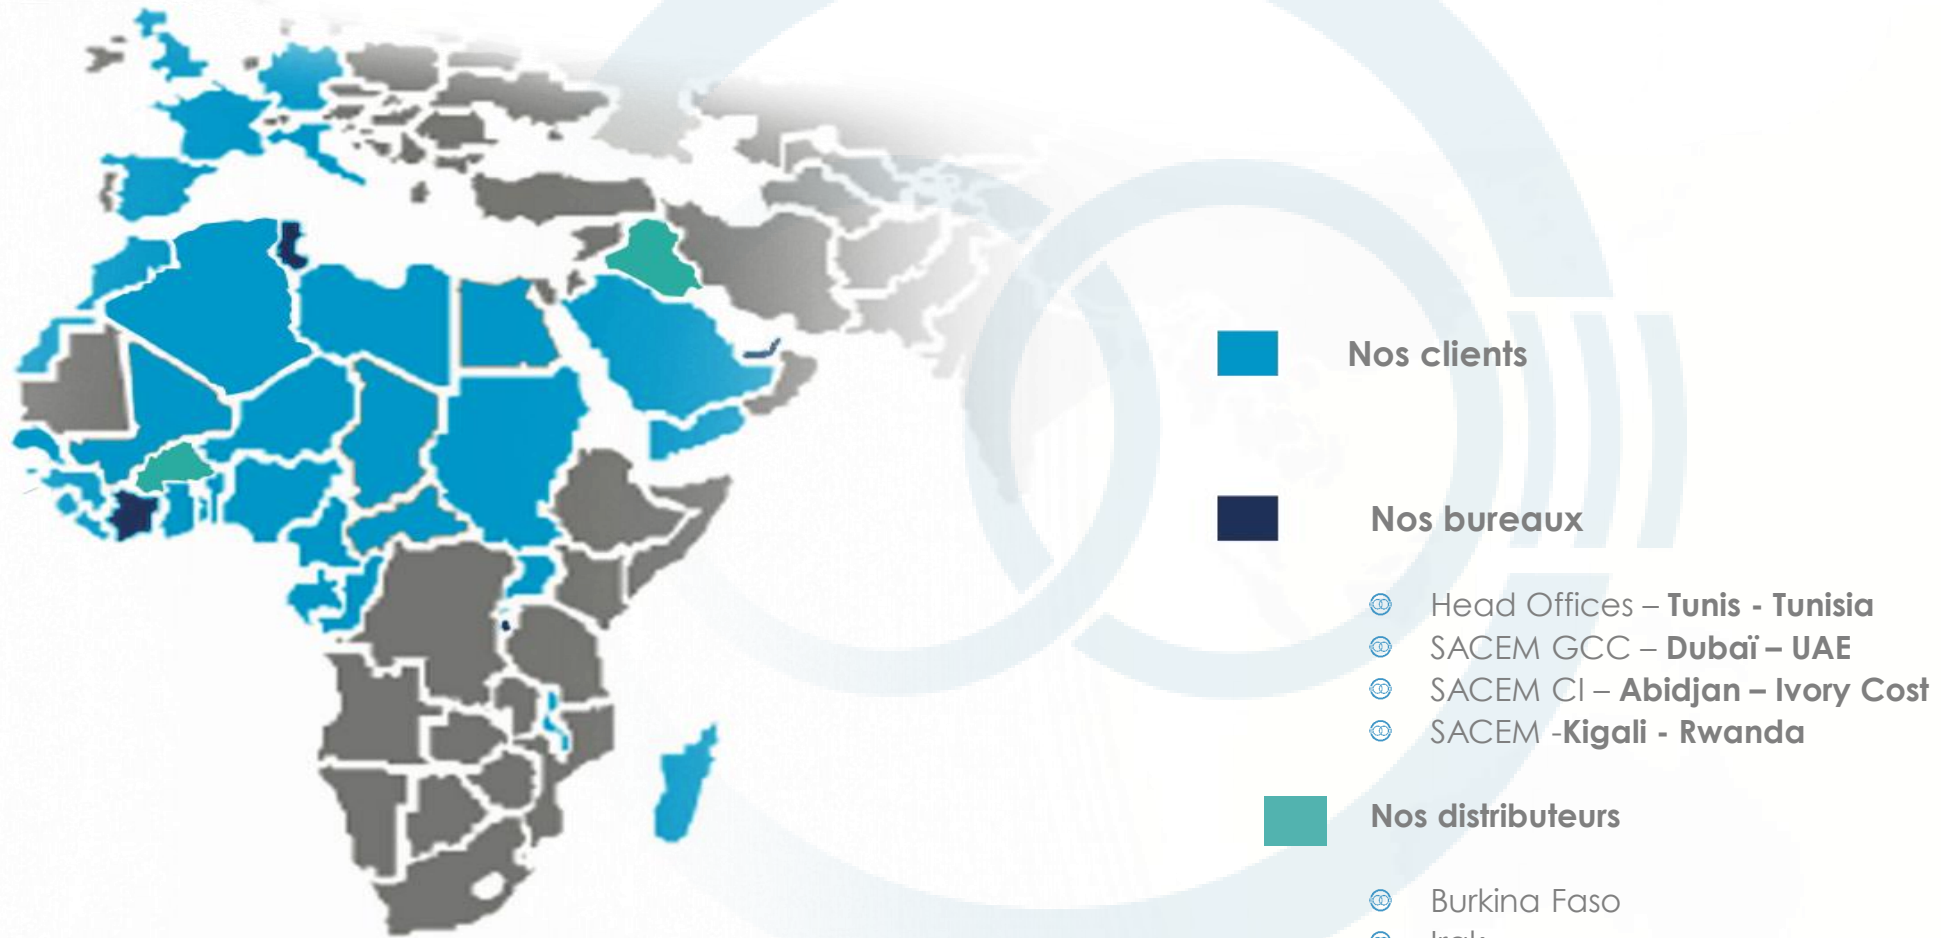 Nos clients
Nos bureaux
Head Offices – Tunis - Tunisia
SACEM GCC – Dubaï – UAE
SACEM CI – Abidjan – Ivory Cost
SACEM -Kigali - Rwanda
Nos distributeurs
Burkina Faso
Irak